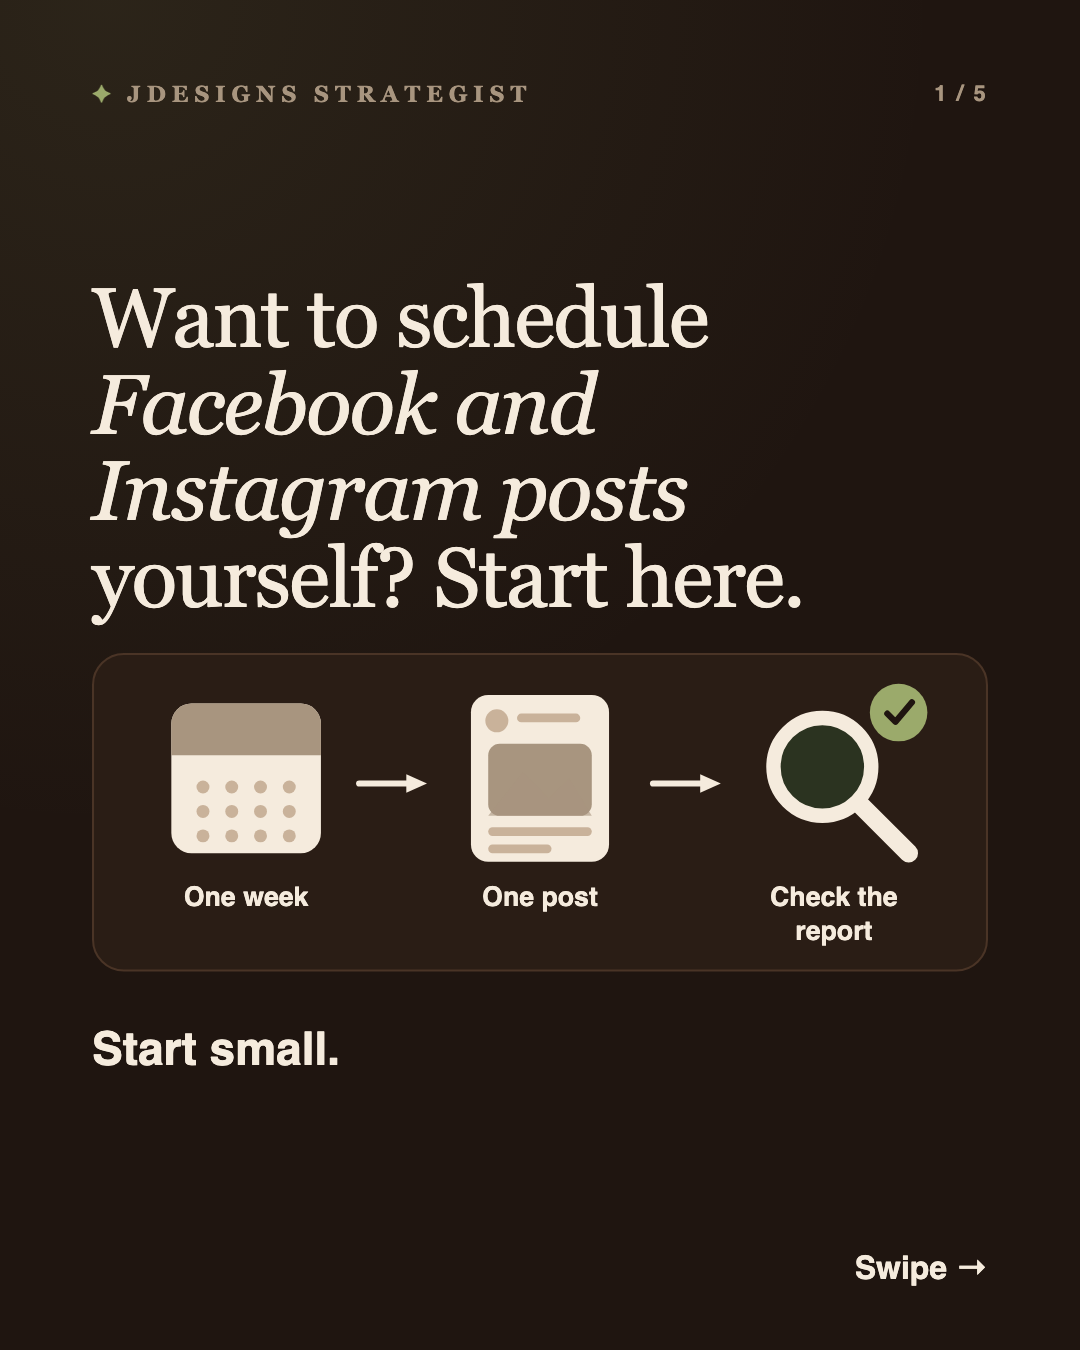 JDESIGNS STRATEGIST
1 / 5
Want to schedule
Facebook and
Instagram posts
yourself? Start here.
One week
One post
Check the
report
Start small.
Swipe →